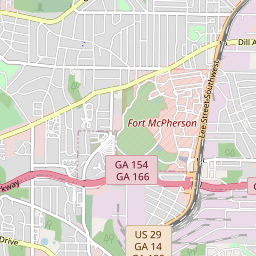 Dill A
Fort McPherson
Lee Street Southwest
GA 154
GA 166
kway
US 29
GA 14
Drive